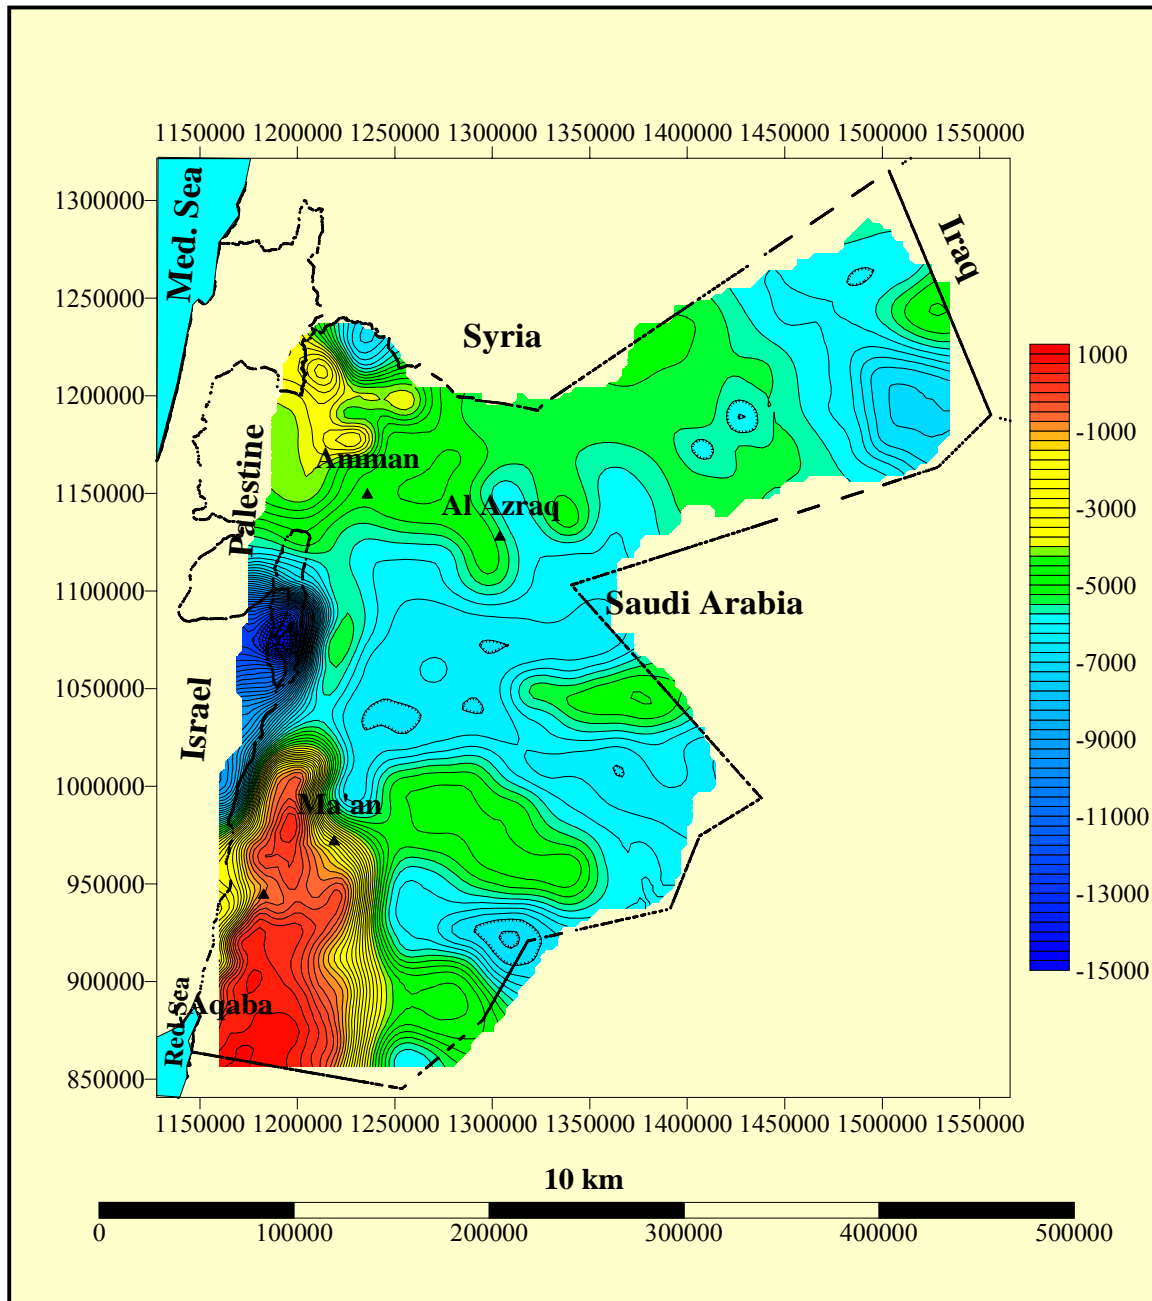 1150000 1200000 1250000 1300000 1350000 1400000 1450000 1500000 1550000
1300000
Med. Sea
Iraq
1250000
Syria
1000
1200000
-1000
Palestine
Amman
1150000
Al Azraq
-3000
1100000
Saudi Arabia
-5000
-7000
1050000
Israel
-9000
1000000
Ma'an
-11000
950000
-13000
900000
-15000
Red Sea
Aqaba
850000
1150000 1200000 1250000 1300000 1350000 1400000 1450000 1500000 1550000
10 km
0 100000 200000 300000 400000 500000